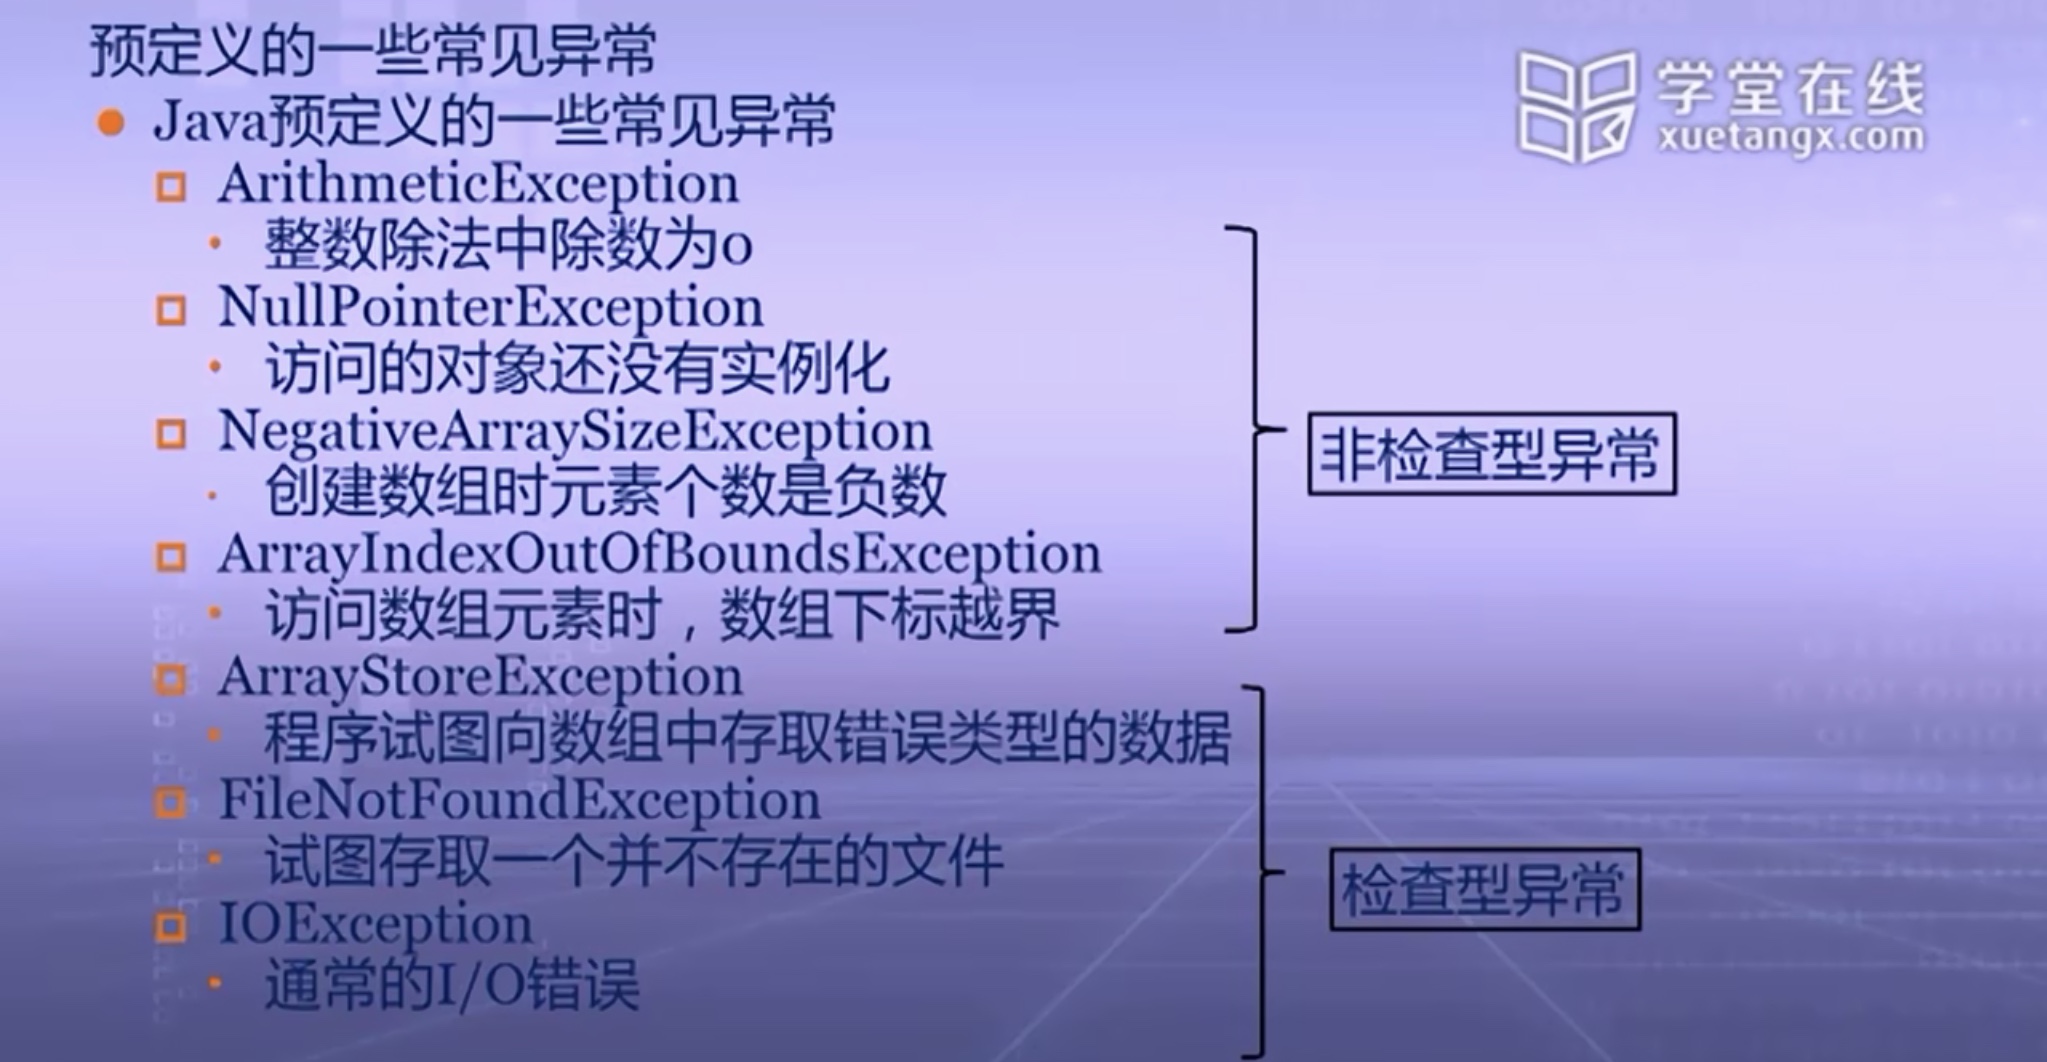 预定义的一些常见异常
学堂在线
xuetangx.com
Java预定义的一些常见异常
ArithmeticException
整数除法中除数为0
NullPointerException
访问的对象还没有实例化
NegativeArraySizeException
创建数组时元素个数是负数
ArrayIndexOutOfBoundsException
访问数组元素时，数组下标越界
非检查型异常
ArrayStoreException
程序试图向数组中存取错误类型的数据
FileNotFoundException
试图存取一个并不存在的文件
IOException
通常的I/O错误
检查型异常